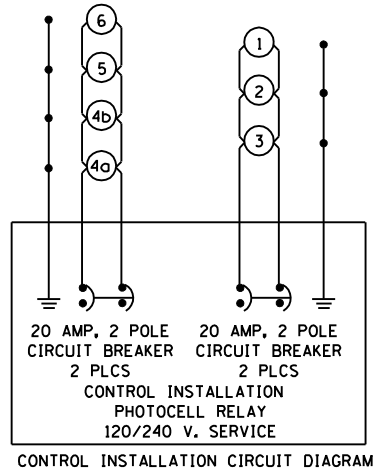 6
5
4b
4a
1
2
3
20 AMP, 2 POLE
CIRCUIT BREAKER
2 PLCS
20 AMP, 2 POLE
CIRCUIT BREAKER
2 PLCS
CONTROL INSTALLATION
PHOTOCELL RELAY
120/240 V. SERVICE
CONTROL INSTALLATION CIRCUIT DIAGRAM